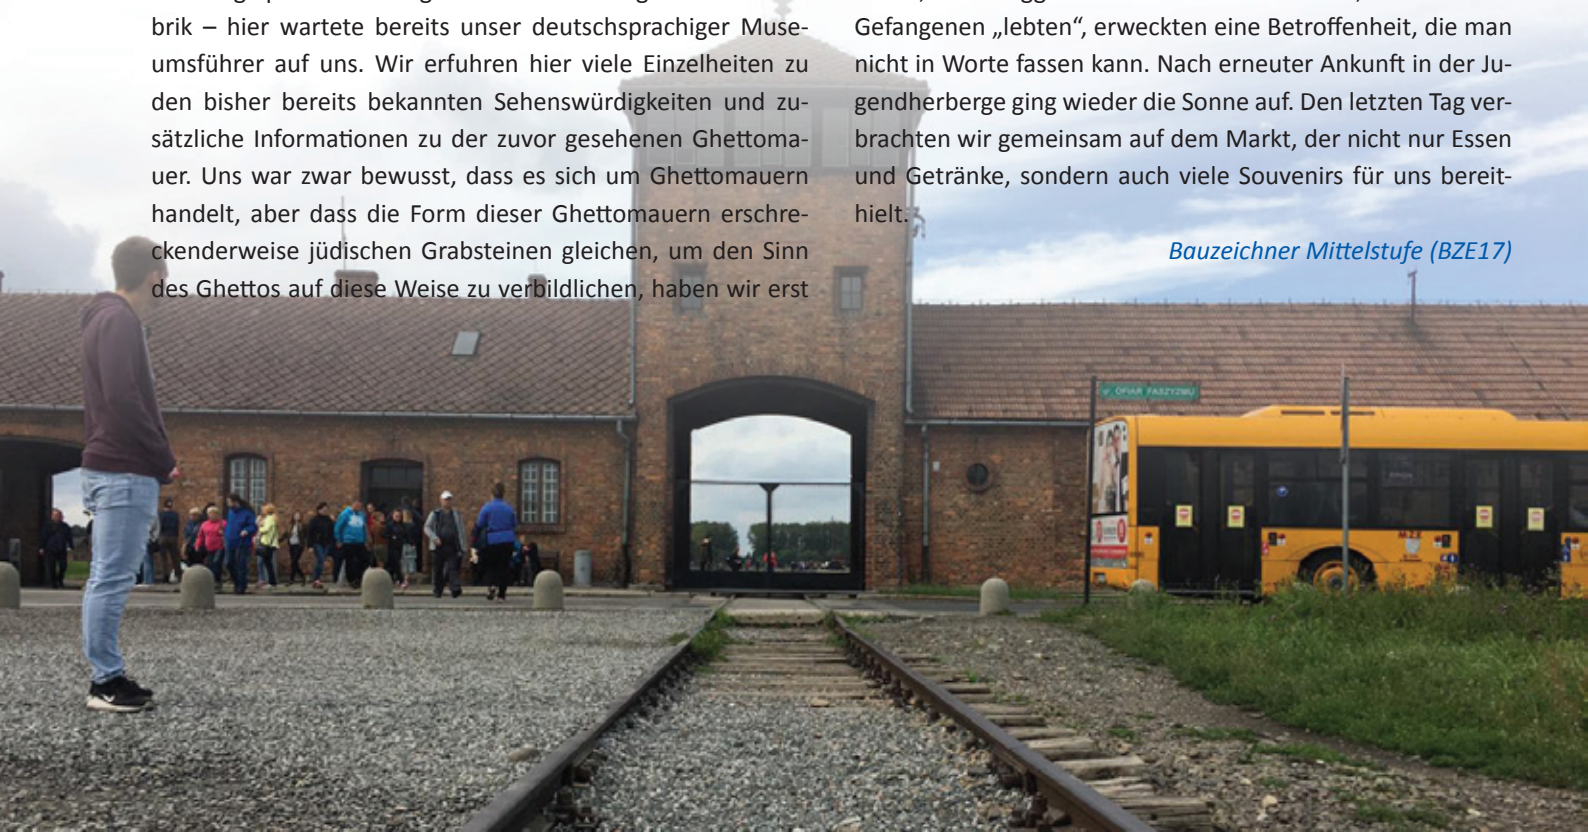 brik – hier wartete bereits unser deutschsprachiger Muse-
umsführer auf uns. Wir erfuhren hier viele Einzelheiten zu
den bisher bereits bekannten Sehenswürdigkeiten und zu-
sätzliche Informationen zu der zuvor gesehenen Ghettoma-
uer. Uns war zwar bewusst, dass es sich um Ghettomauern
handelt, aber dass die Form dieser Ghettomauern erschre-
ckenderweise jüdischen Grabsteinen gleichen, um den Sinn
des Ghettos auf diese Weise zu verbildlichen, haben wir erst
Gefangenen „lebten“, erweckten eine Betroffenheit, die man
nicht in Worte fassen kann. Nach erneuter Ankunft in der Ju-
gendherberge ging wieder die Sonne auf. Den letzten Tag ver-
brachten wir gemeinsam auf dem Markt, der nicht nur Essen
und Getränke, sondern auch viele Souvenirs für uns bereit-
hielt.
Bauzeichner Mittelstufe (BZE17)
OFIAR FASZYZMU